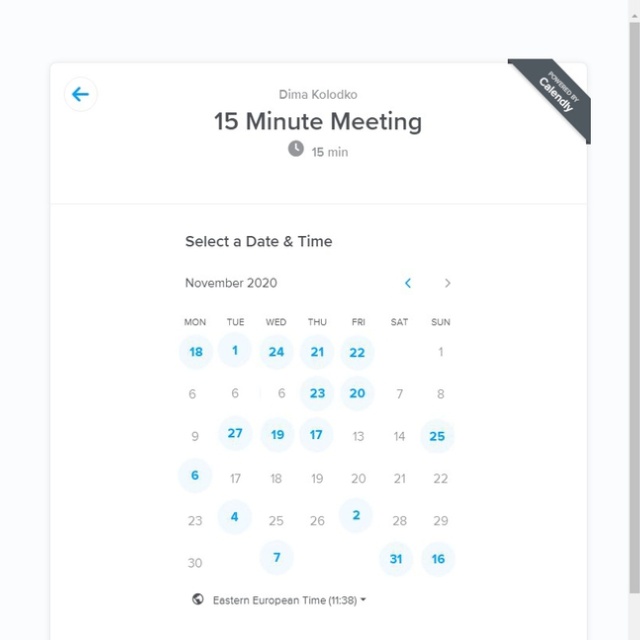 POWERED BY
Calendly
Dima Kolodko
15 Minute Meeting
15 min
Select a Date & Time
November 2020
MON TUE WED THU FRI SAT SUN
18 1 24 21 22 1
6 6 6 23 20 7 8
9 27 19 17 13 14 25
6 17 18 19 20 21 22
23 4 25 26 2 28 29
30 7 31 16
Eastern European Time (11:38)